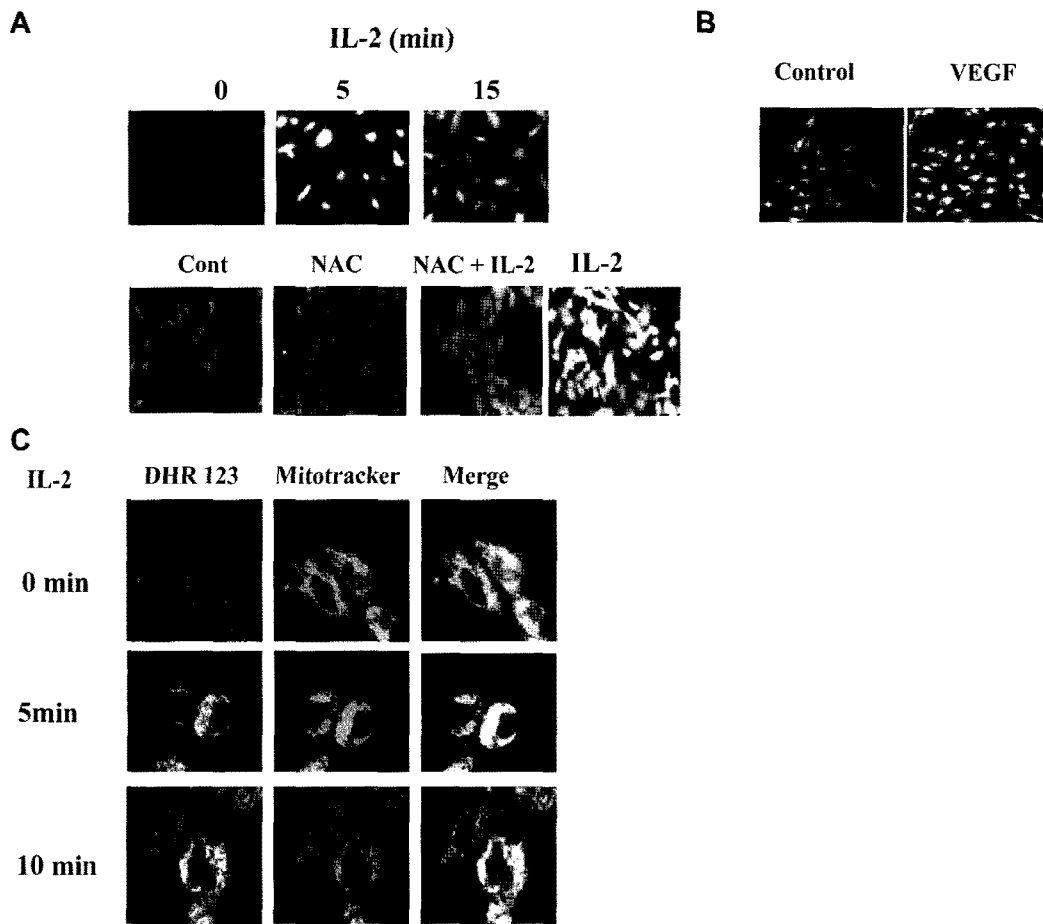 A
IL-2 (min)
0 5 15
Cont NAC NAC + IL-2 IL-2
B
Control VEGF
C
IL-2 DHR 123 Mitotracker Merge
0 min
5min
10 min